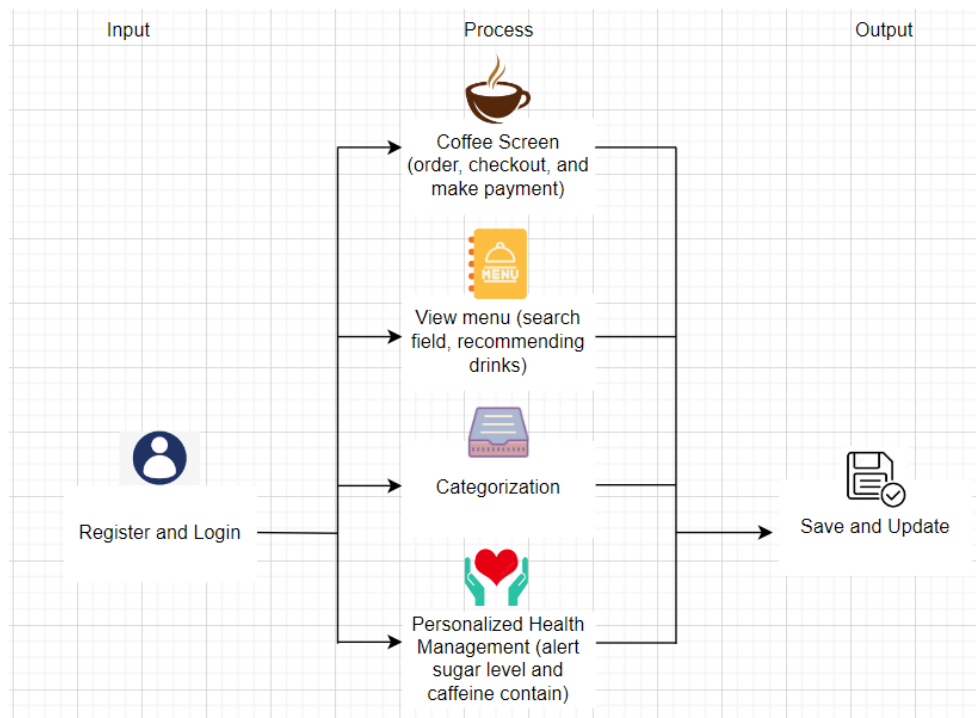 Input
Process
Output
Coffee Screen
(order, checkout, and
make payment)
MENU
View menu (search
field, recommending
drinks)
Categorization
Register and Login
Save and Update
Personalized Health
Management (alert
sugar level and
caffeine contain)